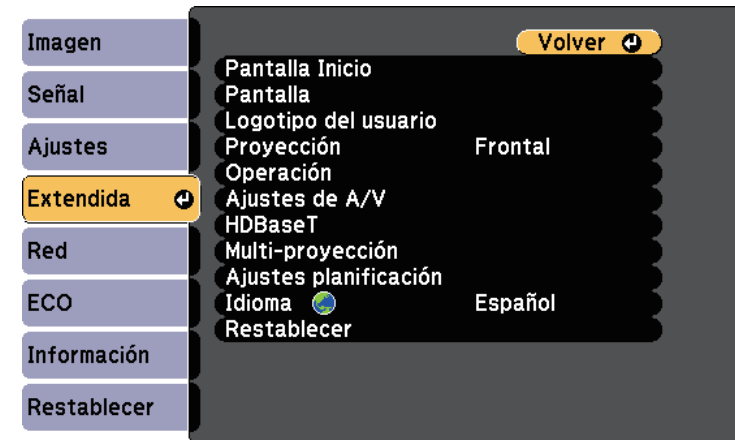 Imagen
Señal
Ajustes
Extendida
Red
ECO
Información
Restablecer
Volver
Pantalla Inicio
Pantalla
Logotipo del usuario
Proyección Frontal
Operación
Ajustes de A/V
HDBaseT
Multi-proyección
Ajustes planificación
Idioma Español
Restablecer